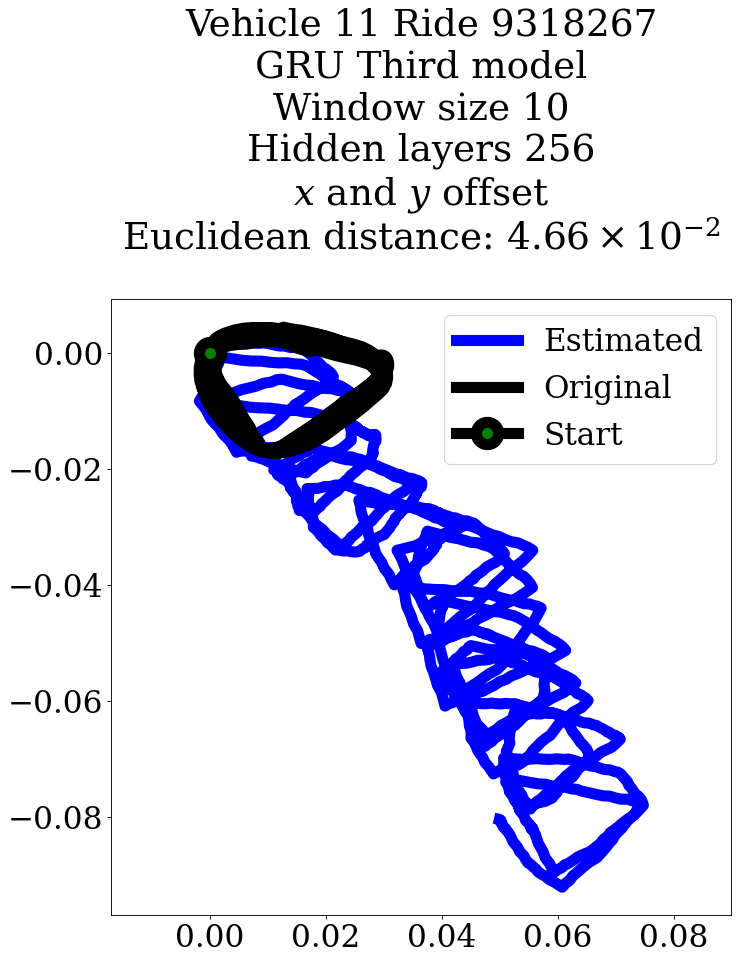 Vehicle 11 Ride 9318267
GRU Third model
Window size 10
Hidden layers 256
x and y offset
Euclidean distance: 4.66 × 10⁻²
Estimated
Original
Start
0.00
−0.02
−0.04
−0.06
−0.08
0.00 0.02 0.04 0.06 0.08